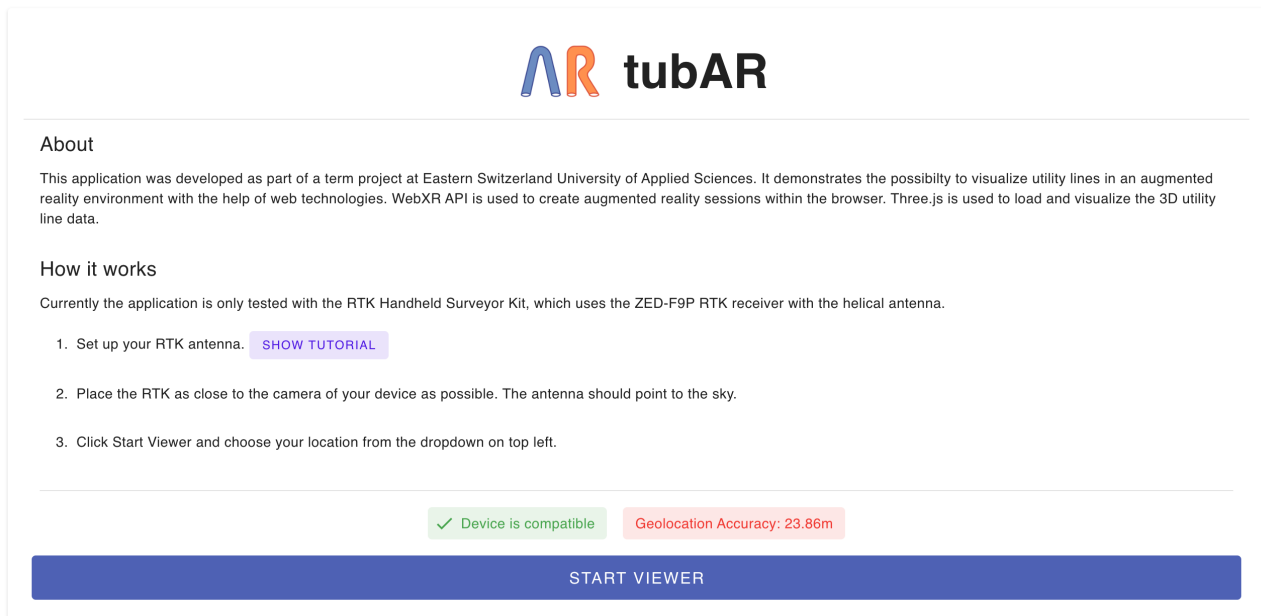 AR tubAR
About
This application was developed as part of a term project at Eastern Switzerland University of Applied Sciences. It demonstrates the possibilty to visualize utility lines in an augmented
reality environment with the help of web technologies. WebXR API is used to create augmented reality sessions within the browser. Three.js is used to load and visualize the 3D utility
line data.
How it works
Currently the application is only tested with the RTK Handheld Surveyor Kit, which uses the ZED-F9P RTK receiver with the helical antenna.
1. Set up your RTK antenna. SHOW TUTORIAL
2. Place the RTK as close to the camera of your device as possible. The antenna should point to the sky.
3. Click Start Viewer and choose your location from the dropdown on top left.
Device is compatible Geolocation Accuracy: 23.86m
START VIEWER